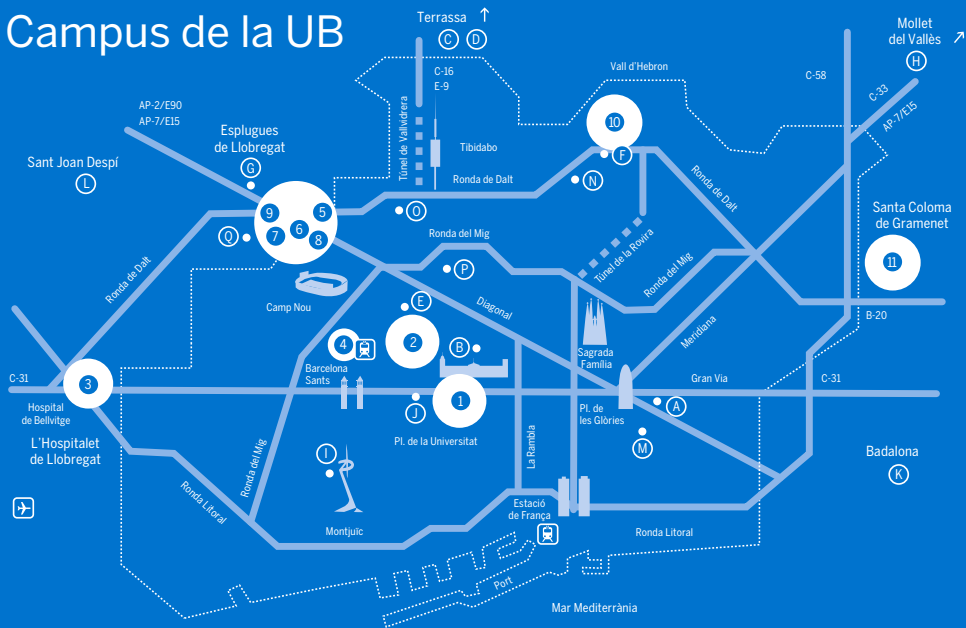 Campus de la UB
Terrassa ↑
C D
Mollet
del Vallès
H
C-16
E-9
Vall d'Hebron
C-58
C-33
AP-7/E15
AP-2/E90
AP-7/E15
Esplugues
de Llobregat
G
Túnel de Vallvidrera
Tibidabo
10
F
Sant Joan Despí
L
Ronda de Dalt
N
Ronda de Dalt
Santa Coloma
de Gramenet
11
9 5
6
7 8
Q
O
Ronda del Mig
Túnel de la Rovira
Ronda de Dalt
P
Ronda del Mig
Camp Nou
E
Diagonal
B-20
Meridiana
4
2
B
Sagrada
Família
Barcelona
Sants
3
C-31
Gran Via
C-31
Hospital
de Bellvitge
J
1
Pl. de
les Glòries
A
L'Hospitalet
de Llobregat
Pl. de la Universitat
M
I
La Rambla
Badalona
K
Ronda del Mig
Ronda Litoral
Montjuïc
Estació
de França
Ronda Litoral
Port
Mar Mediterrània